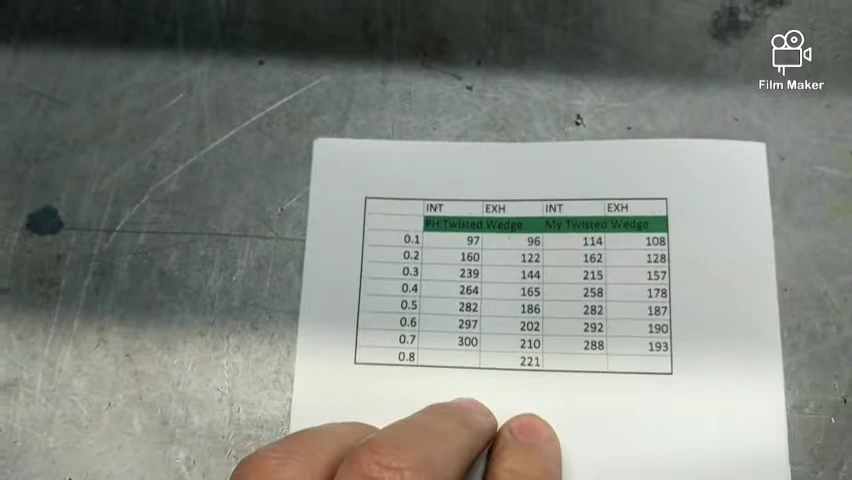 Film Maker
INT EXH INT EXH
PH Twisted Wedge My Twisted Wedge
0.1 97 96 114 108
0.2 160 122 162 128
0.3 239 144 215 157
0.4 264 165 258 178
0.5 282 186 282 187
0.6 297 202 292 190
0.7 300 210 288 193
0.8 221